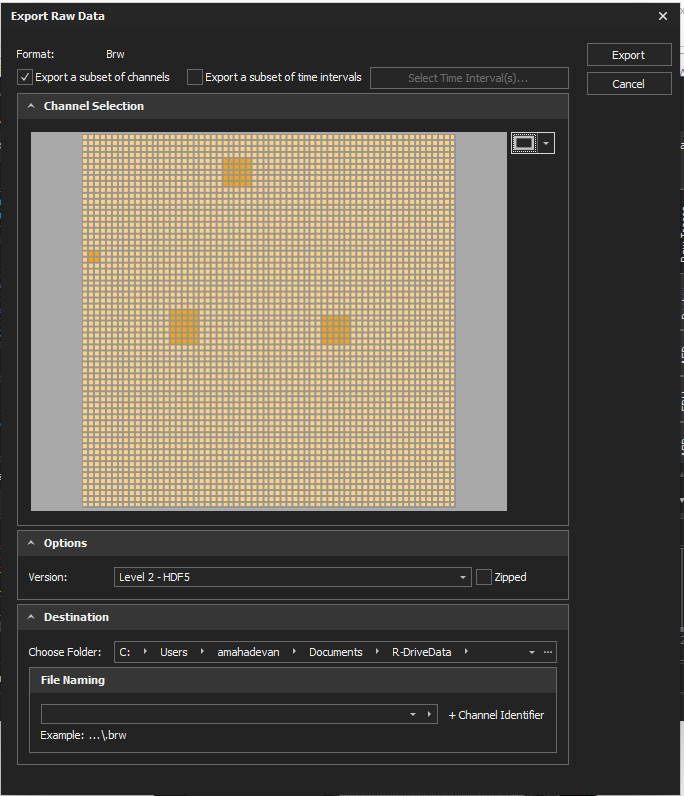 Export Raw Data
Format: Brw
Export
Export a subset of channels Export a subset of time intervals Select Time Interval(s)...
Cancel
Channel Selection
Options
Version: Level 2 - HDF5 Zipped
Destination
Choose Folder: C: Users amahadevan Documents R-DriveData ...
File Naming
+ Channel Identifier
Example: ...\.brw